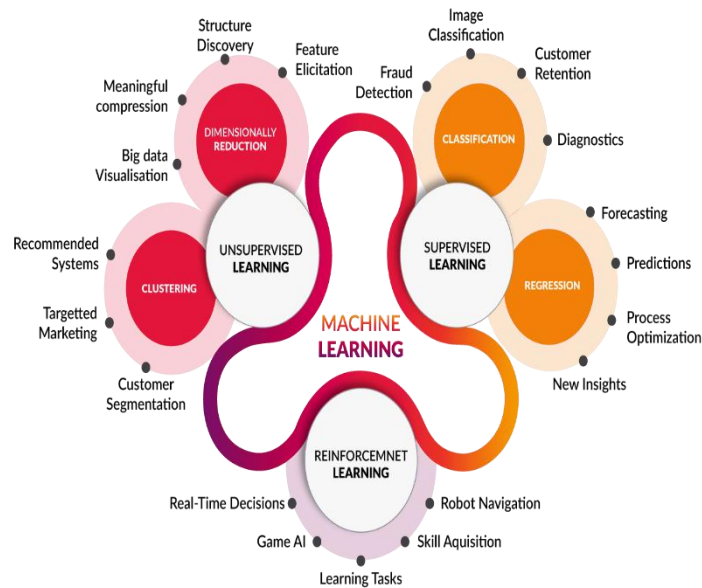 Structure
Discovery
Feature
Elicitation
Meaningful
compression
Big data
Visualisation
DIMENSIONALLY
REDUCTION
UNSUPERVISED
LEARNING
Recommended
Systems
Targetted
Marketing
Customer
Segmentation
CLUSTERING
Image
Classification
Fraud
Detection
Customer
Retention
Diagnostics
CLASSIFICATION
SUPERVISED
LEARNING
Forecasting
Predictions
Process
Optimization
New Insights
REGRESSION
MACHINE
LEARNING
REINFORCEMNET
LEARNING
Real-Time Decisions
Game AI
Learning Tasks
Skill Aquisition
Robot Navigation